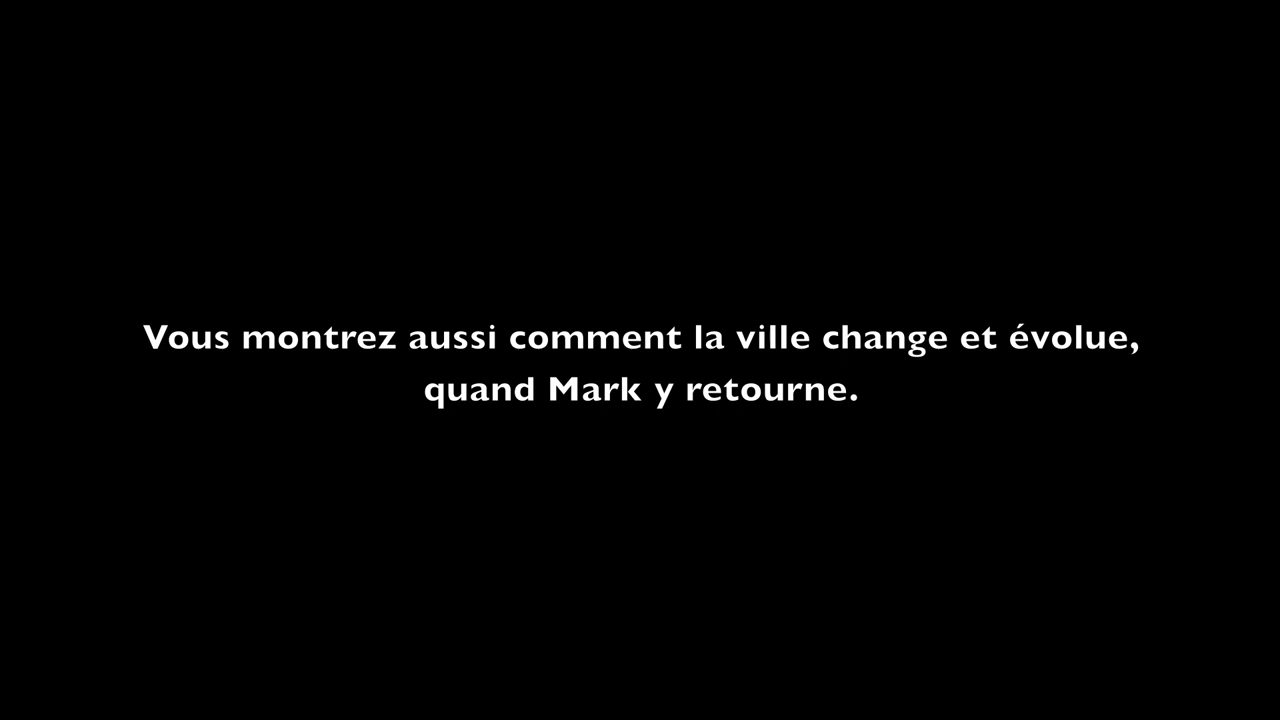 Vous montrez aussi comment la ville change et évolue,
quand Mark y retourne.